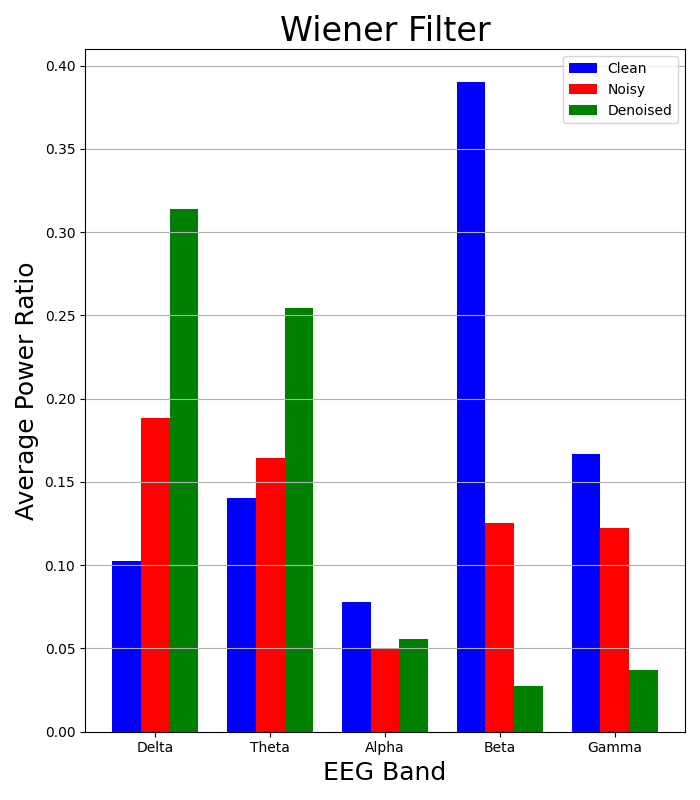 Wiener Filter
Clean
Noisy
Denoised
Average Power Ratio
0.40
0.35
0.30
0.25
0.20
0.15
0.10
0.05
0.00
Delta Theta Alpha Beta Gamma
EEG Band